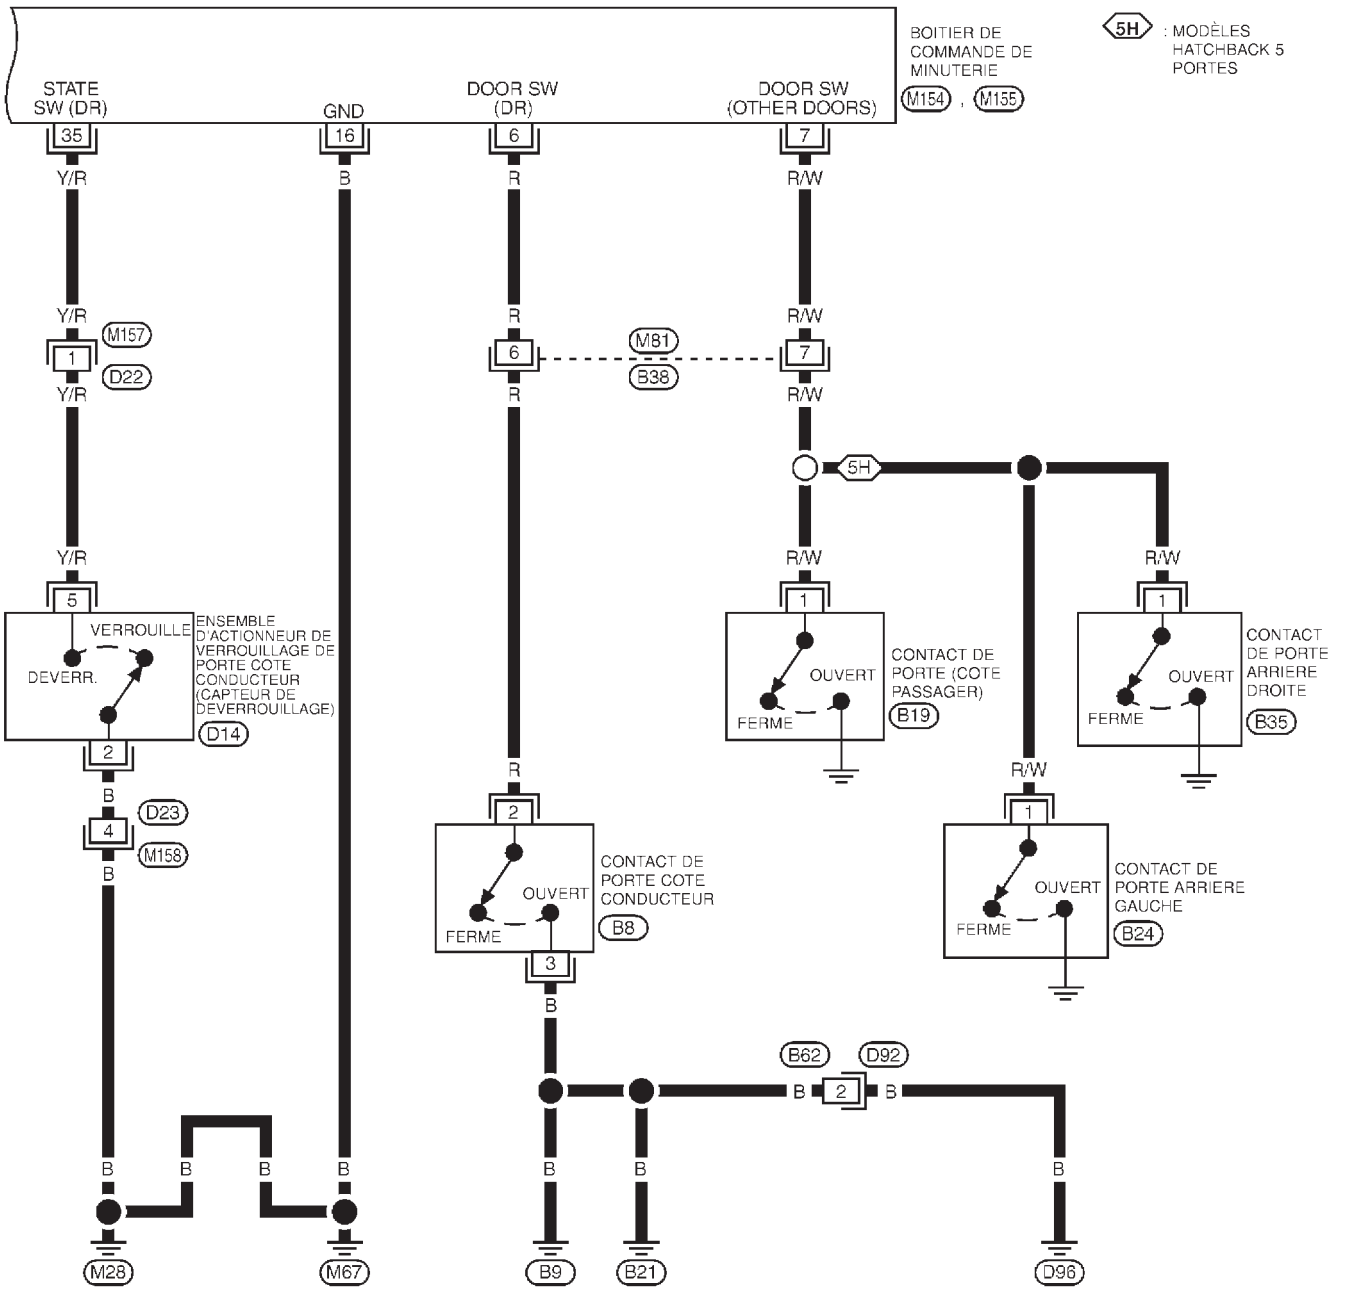 BOITIER DE
COMMANDE DE
MINUTERIE
M154 , M155
5H : MODÈLES
HATCHBACK 5
PORTES
STATE
SW (DR)
GND
DOOR SW
(DR)
DOOR SW
(OTHER DOORS)
35
16
6
7
Y/R
B
R
R/W
Y/R
R
R/W
M157
1
D22
6
M81
B38
7
Y/R
R
R/W
5H
Y/R
R/W
R/W
5
1
1
VERROUILLE
DEVERR.
ENSEMBLE
D'ACTIONNEUR DE
VERROUILLAGE DE
PORTE COTE
CONDUCTEUR
(CAPTEUR DE
DEVERROUILLAGE)
D14
OUVERT
FERME
CONTACT DE
PORTE (COTE
PASSAGER)
B19
OUVERT
FERME
CONTACT
DE PORTE
ARRIERE
DROITE
B35
2
B
D23
4
M158
B
R
R/W
2
1
OUVERT
FERME
CONTACT DE
PORTE COTE
CONDUCTEUR
B8
OUVERT
FERME
CONTACT DE
PORTE ARRIERE
GAUCHE
B24
3
B
B62
D92
B
2
B
B
B
B
B
B
B
B
M28
M67
B9
B21
D96